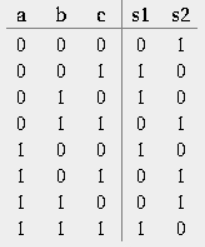 a b c s1 s2
0 0 0 0 1
0 0 1 1 0
0 1 0 1 0
0 1 1 0 1
1 0 0 1 0
1 0 1 0 1
1 1 0 0 1
1 1 1 1 0